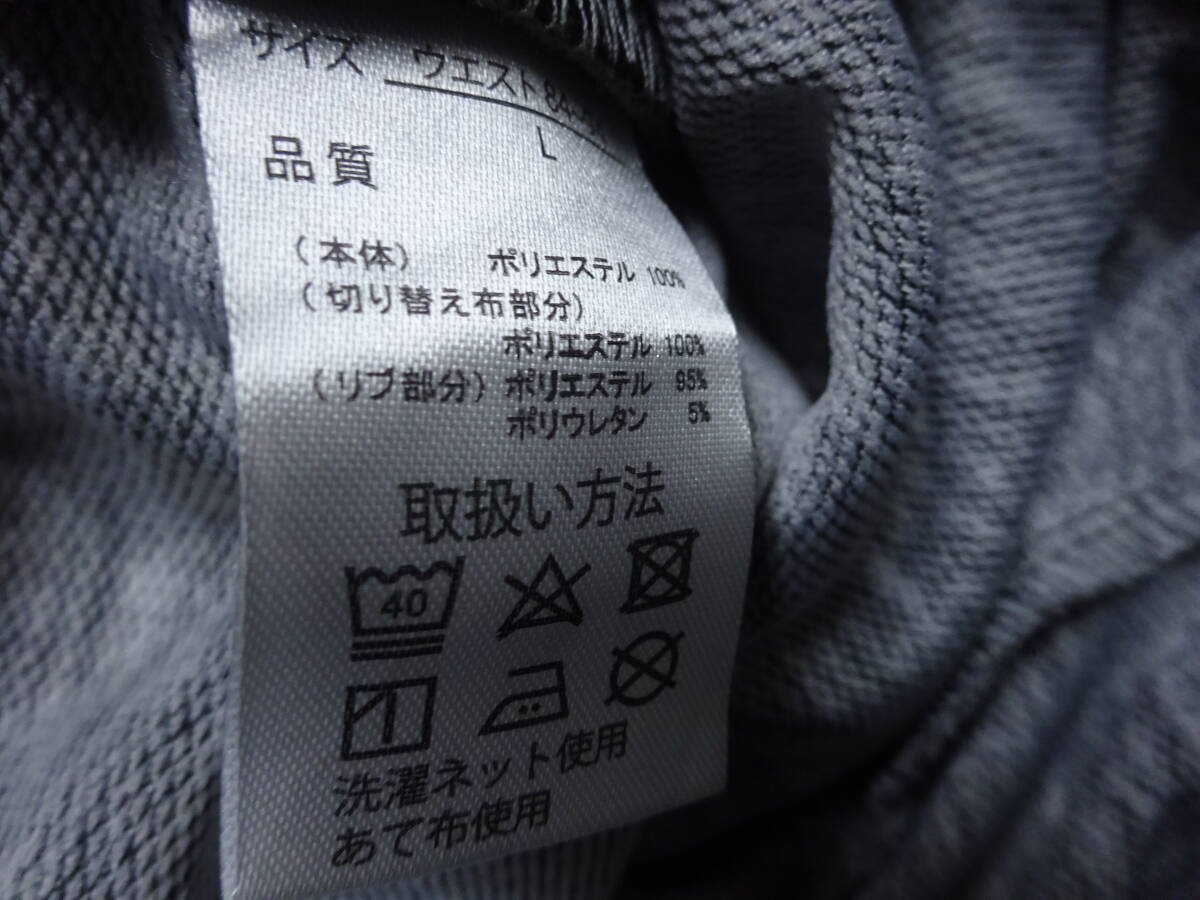 サイズ ウエスト84
L
品質
（本体） ポリエステル 100%
（切り替え布部分）
ポリエステル 100%
（リブ部分）ポリエステル 95%
ポリウレタン 5%
取扱い方法
40
洗濯ネット使用
あて布使用